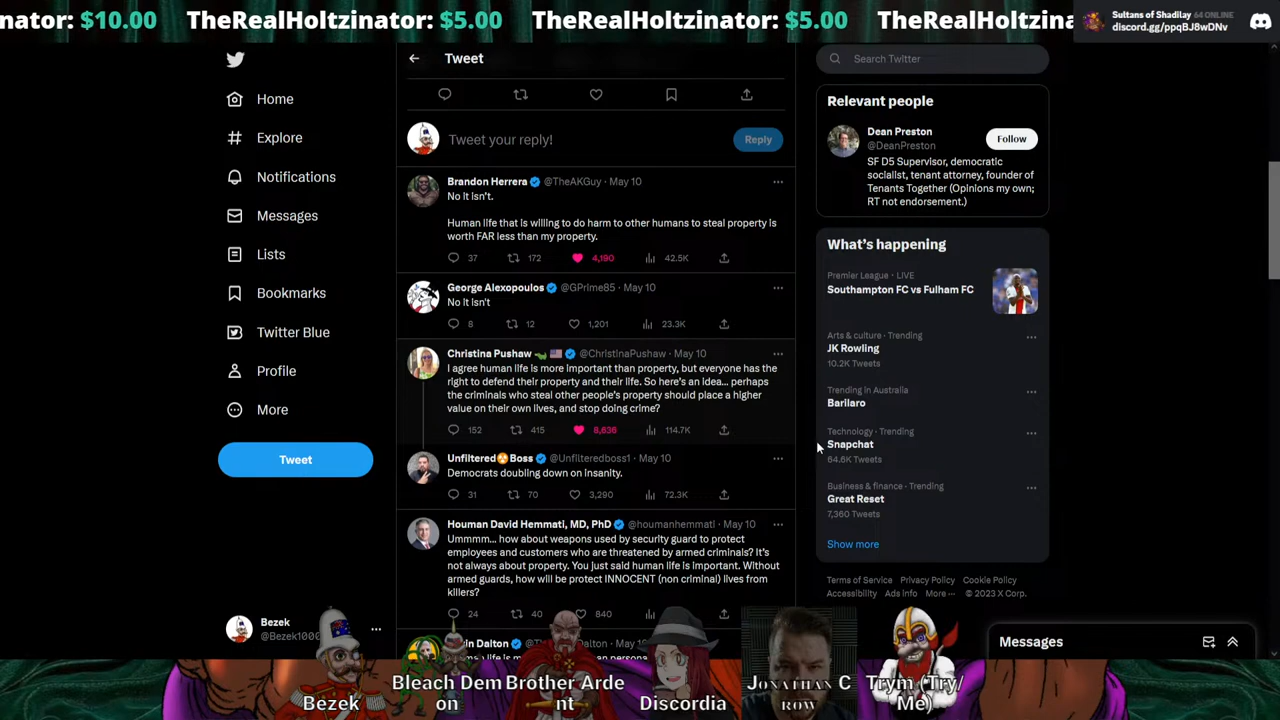 nator: $10.00 TheRealHoltzinator: $5.00 TheRealHoltzinator: $5.00 TheRealHoltzina
Sultans of Shadilay 64 ONLINE
discord.gg/ppqBJ8wDNv
Home
Explore
Notifications
Messages
Lists
Bookmarks
Twitter Blue
Profile
More
Tweet
Bezek
@Bezek1000
Tweet
Tweet your reply!
Reply
Brandon Herrera @TheAKGuy · May 10
No it isn't.
Human life that is willing to do harm to other humans to steal property is
worth FAR less than my property.
37 172 4,190 42.5K
George Alexopoulos @GPrime85 · May 10
No it isn't
8 12 1,201 23.3K
Christina Pushaw @ChristinaPushaw · May 10
I agree human life is more important than property, but everyone has the
right to defend their property and their life. So here's an idea... perhaps
the criminals who steal other people's property should place a higher
value on their own lives, and stop doing crime?
152 415 8,636 114.7K
Unfiltered Boss @Unfilteredboss1 · May 10
Democrats doubling down on insanity.
31 70 3,290 72.3K
Houman David Hemmati, MD, PhD @houmanhemmati · May 10
Ummmm... how about weapons used by security guard to protect
employees and customers who are threatened by armed criminals? It's
not always about property. You just said human life is important. Without
armed guards, how will be protect INNOCENT (non criminal) lives from
killers?
24 40 840
Dalton
Search Twitter
Relevant people
Dean Preston
@DeanPreston
Follow
SF D5 Supervisor, democratic
socialist, tenant attorney, founder of
Tenants Together (Opinions my own;
RT not endorsement.)
What's happening
Premier League · LIVE
Southampton FC vs Fulham FC
Arts & culture · Trending
JK Rowling
10.2K Tweets
Trending in Australia
Barilaro
Technology · Trending
Snapchat
64.6K Tweets
Business & finance · Trending
Great Reset
7,360 Tweets
Show more
Terms of Service Privacy Policy Cookie Policy
Accessibility Ads info More ··· © 2023 X Corp.
Messages
Bezek
Bleach Dem
on
Brother Arde
nt
Discordia
Jonathan C
row
Trym (Try/
Me)